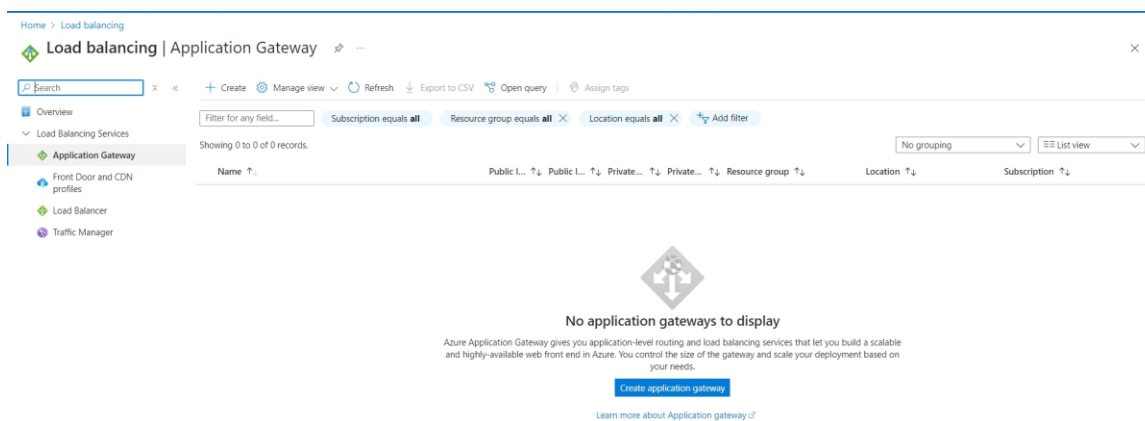 Home > Load balancing
Load balancing | Application Gateway
Search
Create Manage view Refresh Export to CSV Open query Assign tags
Overview
Filter for any field... Subscription equals all Resource group equals all Location equals all Add filter
Load Balancing Services
Showing 0 to 0 of 0 records. No grouping List view
Application Gateway
Name Public I... Public I... Private... Private... Resource group Location Subscription
Front Door and CDN
profiles
Load Balancer
Traffic Manager
No application gateways to display
Azure Application Gateway gives you application-level routing and load balancing services that let you build a scalable
and highly-available web front end in Azure. You control the size of the gateway and scale your deployment based on
your needs.
Create application gateway
Learn more about Application gateway